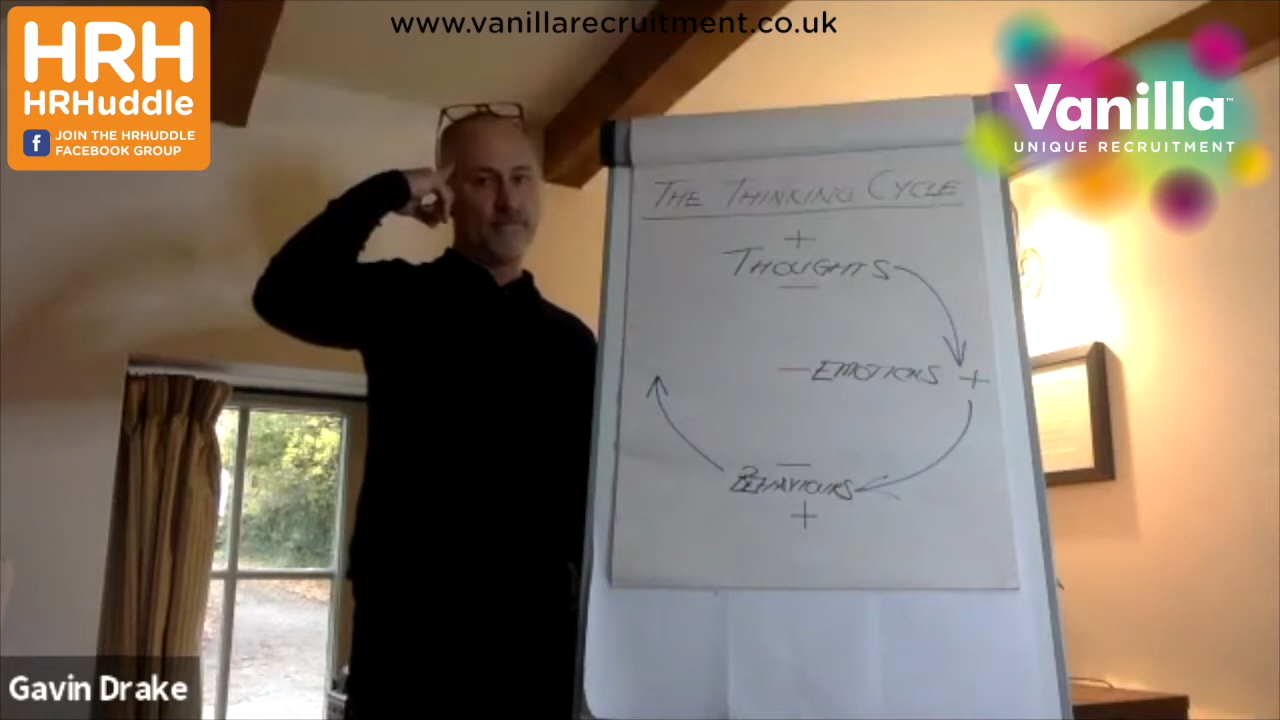 www.vanillarecruitment.co.uk
HRH
HRHuddle
f JOIN THE HRHUDDLE
FACEBOOK GROUP
Vanilla™
UNIQUE RECRUITMENT
THE THINKING CYCLE
+
THOUGHTS
—
— EMOTIONS +
—
BEHAVIOURS
+
Gavin Drake